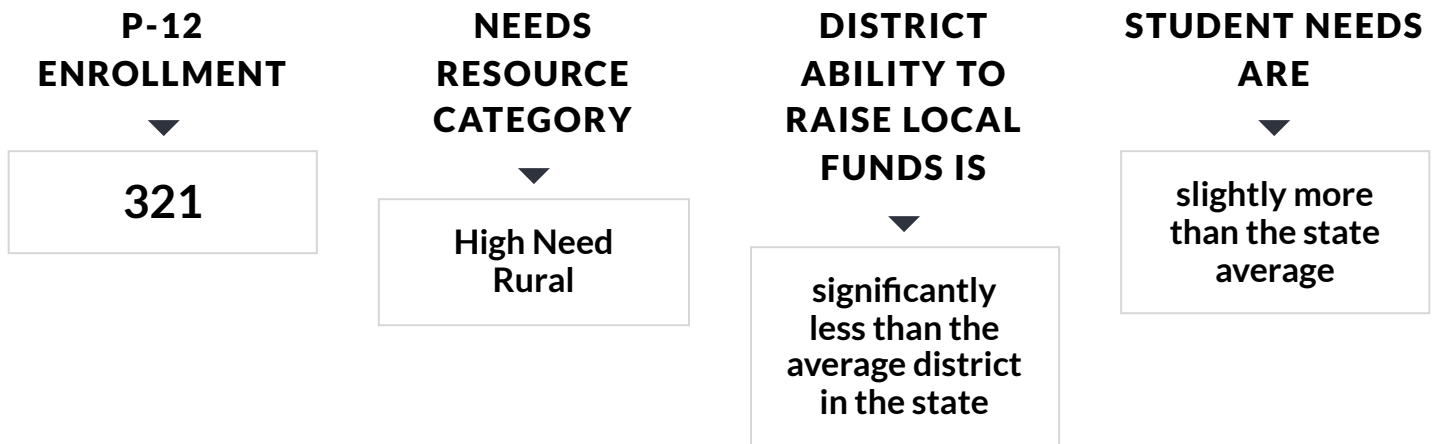 P-12
ENROLLMENT
321
NEEDS
RESOURCE
CATEGORY
High Need
Rural
DISTRICT
ABILITY TO
RAISE LOCAL
FUNDS IS
significantly
less than the
average district
in the state
STUDENT NEEDS
ARE
slightly more
than the state
average